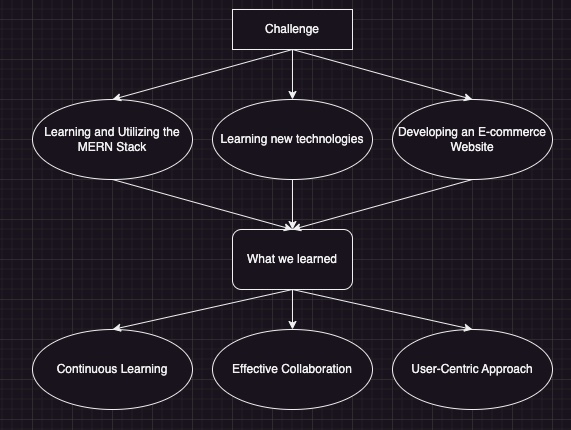 Challenge
Learning and Utilizing the
MERN Stack
Learning new technologies
Developing an E-commerce
Website
What we learned
Continuous Learning
Effective Collaboration
User-Centric Approach